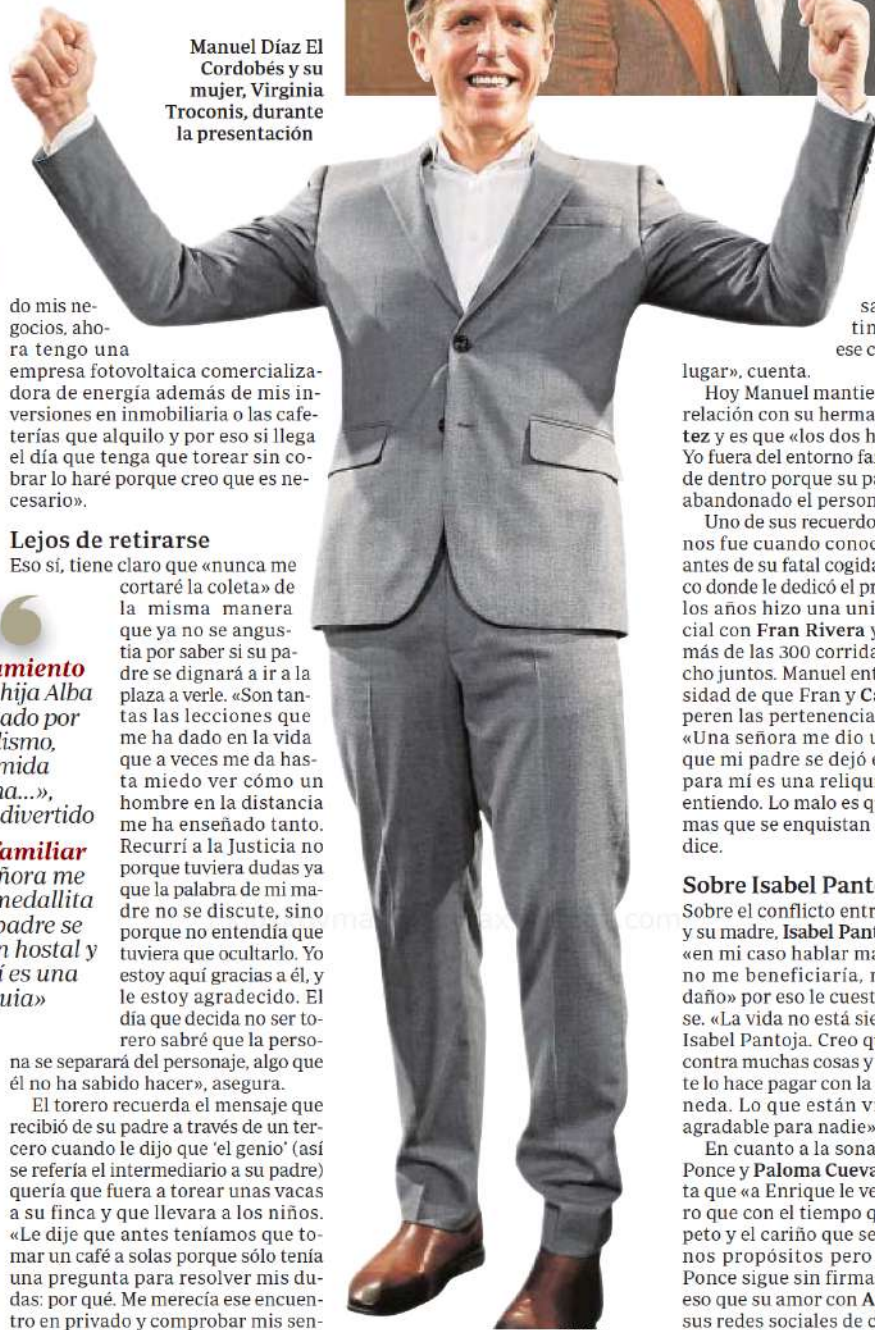 Manuel Díaz El
Cordobés y su
mujer, Virginia
Troconis, durante
la presentación
do mis ne-
gocios, aho-
ra tengo una
empresa fotovoltaica comercializa-
dora de energía además de mis in-
versiones en inmobiliaria o las cafe-
terías que alquilo y por eso si llega
el día que tenga que torear sin co-
brar lo haré porque creo que es ne-
cesario».
Lejos de retirarse
Eso sí, tiene claro que «nunca me
cortaré la coleta» de
la misma manera
que ya no se angus-
tia por saber si su pa-
dre se dignará a ir a la
plaza a verle. «Son tan-
tas las lecciones que
me ha dado en la vida
que a veces me da has-
ta miedo ver cómo un
hombre en la distancia
me ha enseñado tanto.
Recurrí a la Justicia no
porque tuviera dudas ya
que la palabra de mi ma-
dre no se discute, sino
porque no entendía que
tuviera que ocultarlo. Yo
estoy aquí gracias a él, y
le estoy agradecido. El
día que decida no ser to-
rero sabré que la perso-
na se separará del personaje, algo que
él no ha sabido hacer», asegura.
El torero recuerda el mensaje que
recibió de su padre a través de un ter-
cero cuando le dijo que 'el genio' (así
se refería el intermediario a su padre)
quería que fuera a torear unas vacas
a su finca y que llevara a los niños.
«Le dije que antes teníamos que to-
mar un café a solas porque sólo tenía
una pregunta para resolver mis du-
das: por qué. Me merecía ese encuen-
tro en privado y comprobar mis sen-
amiento
hija Alba
ado por
lismo,
mida
na...»,
divertido
familiar
ñora me
medallita
padre se
n hostal y
í es una
uia»
sa
tin
ese c
lugar», cuenta.
Hoy Manuel mantie
relación con su herma
tez y es que «los dos h
Yo fuera del entorno fa
de dentro porque su pa
abandonado el person
Uno de sus recuerdo
nos fue cuando conoc
antes de su fatal cogida
co donde le dedicó el pr
los años hizo una uni
cial con Fran Rivera y
más de las 300 corrida
cho juntos. Manuel ent
sidad de que Fran y Ca
peren las pertenencia
«Una señora me dio u
que mi padre se dejó e
para mí es una reliqu
entiendo. Lo malo es q
mas que se enquistan
dice.
Sobre Isabel Panto
Sobre el conflicto entr
y su madre, Isabel Pant
«en mi caso hablar ma
no me beneficiaría, m
daño» por eso le cuest
se. «La vida no está sie
Isabel Pantoja. Creo qu
contra muchas cosas y
te lo hace pagar con la
neda. Lo que están vi
agradable para nadie»
En cuanto a la sona
Ponce y Paloma Cueva
ta que «a Enrique le ve
ro que con el tiempo q
peto y el cariño que se
nos propósitos pero
Ponce sigue sin firma
eso que su amor con A
sus redes sociales de c